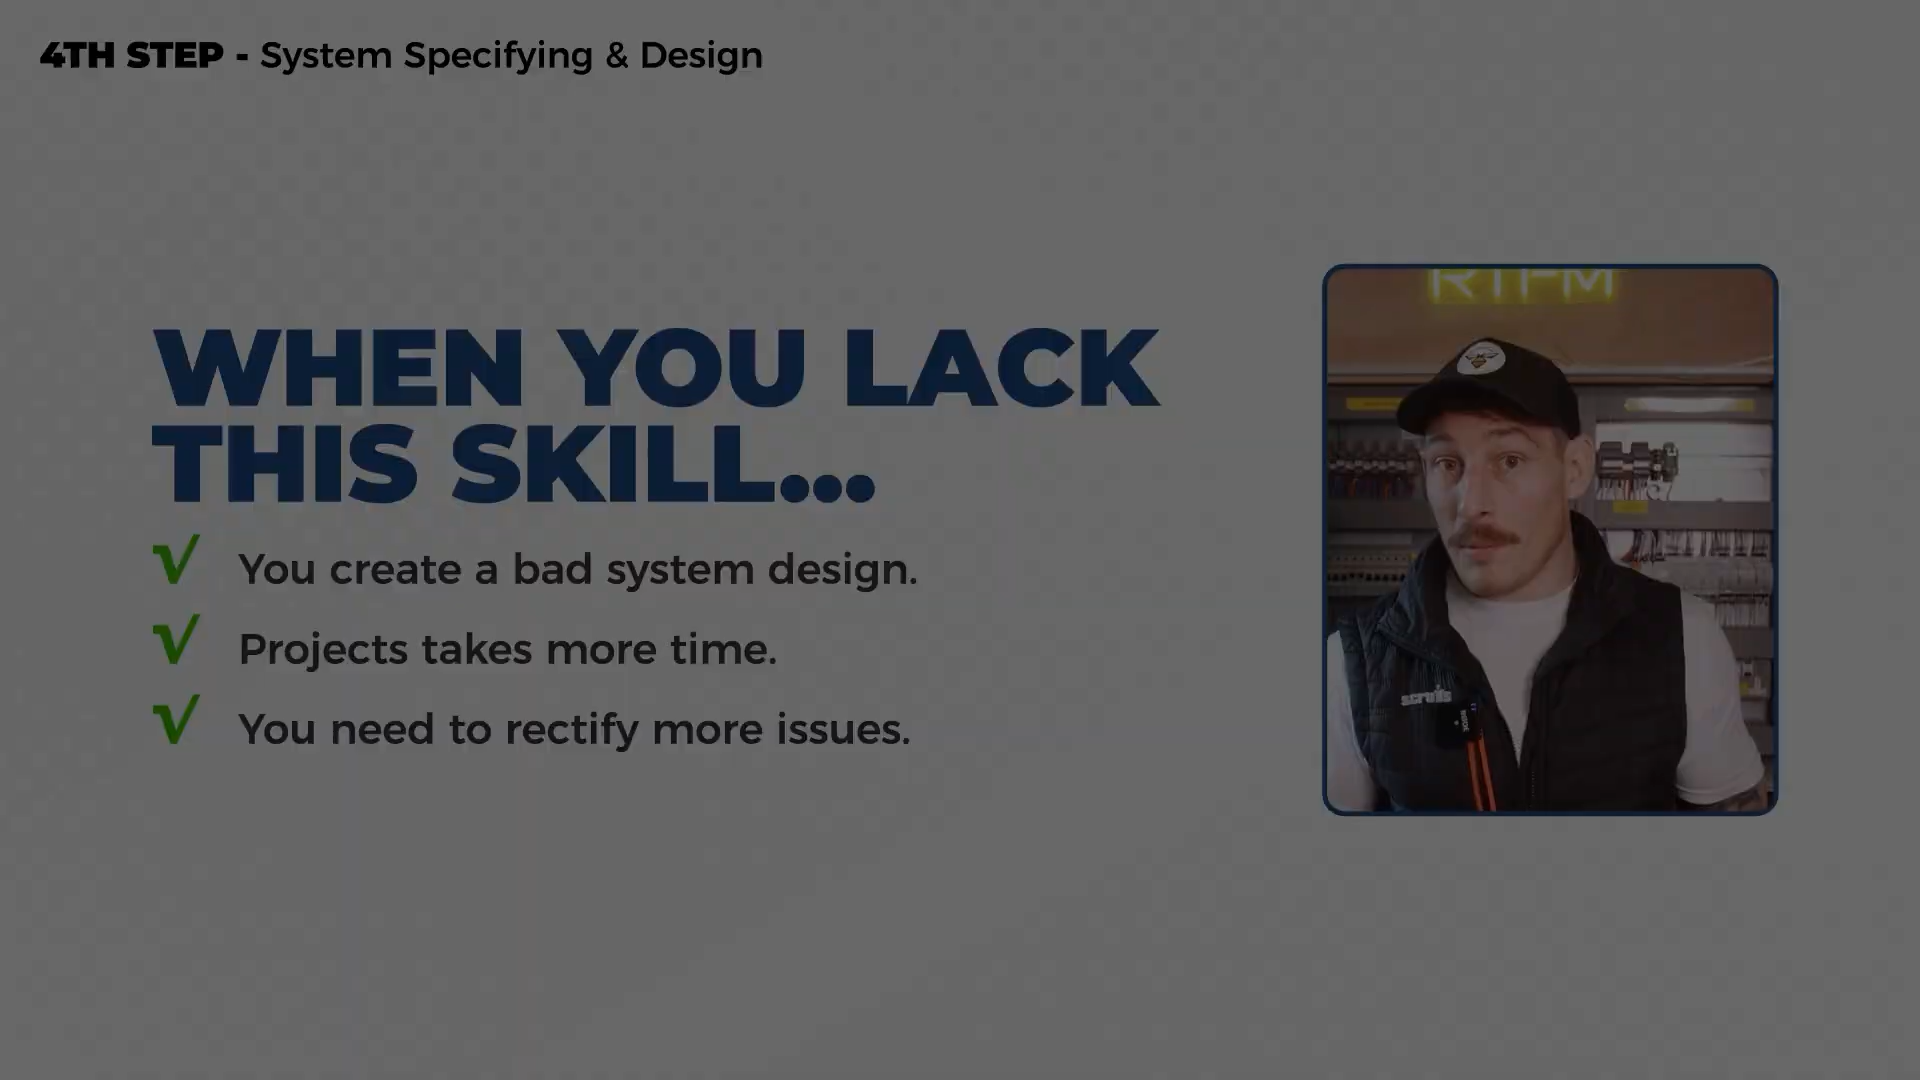 4TH STEP - System Specifying & Design
WHEN YOU LACK
THIS SKILL...
You create a bad system design.
Projects takes more time.
You need to rectify more issues.